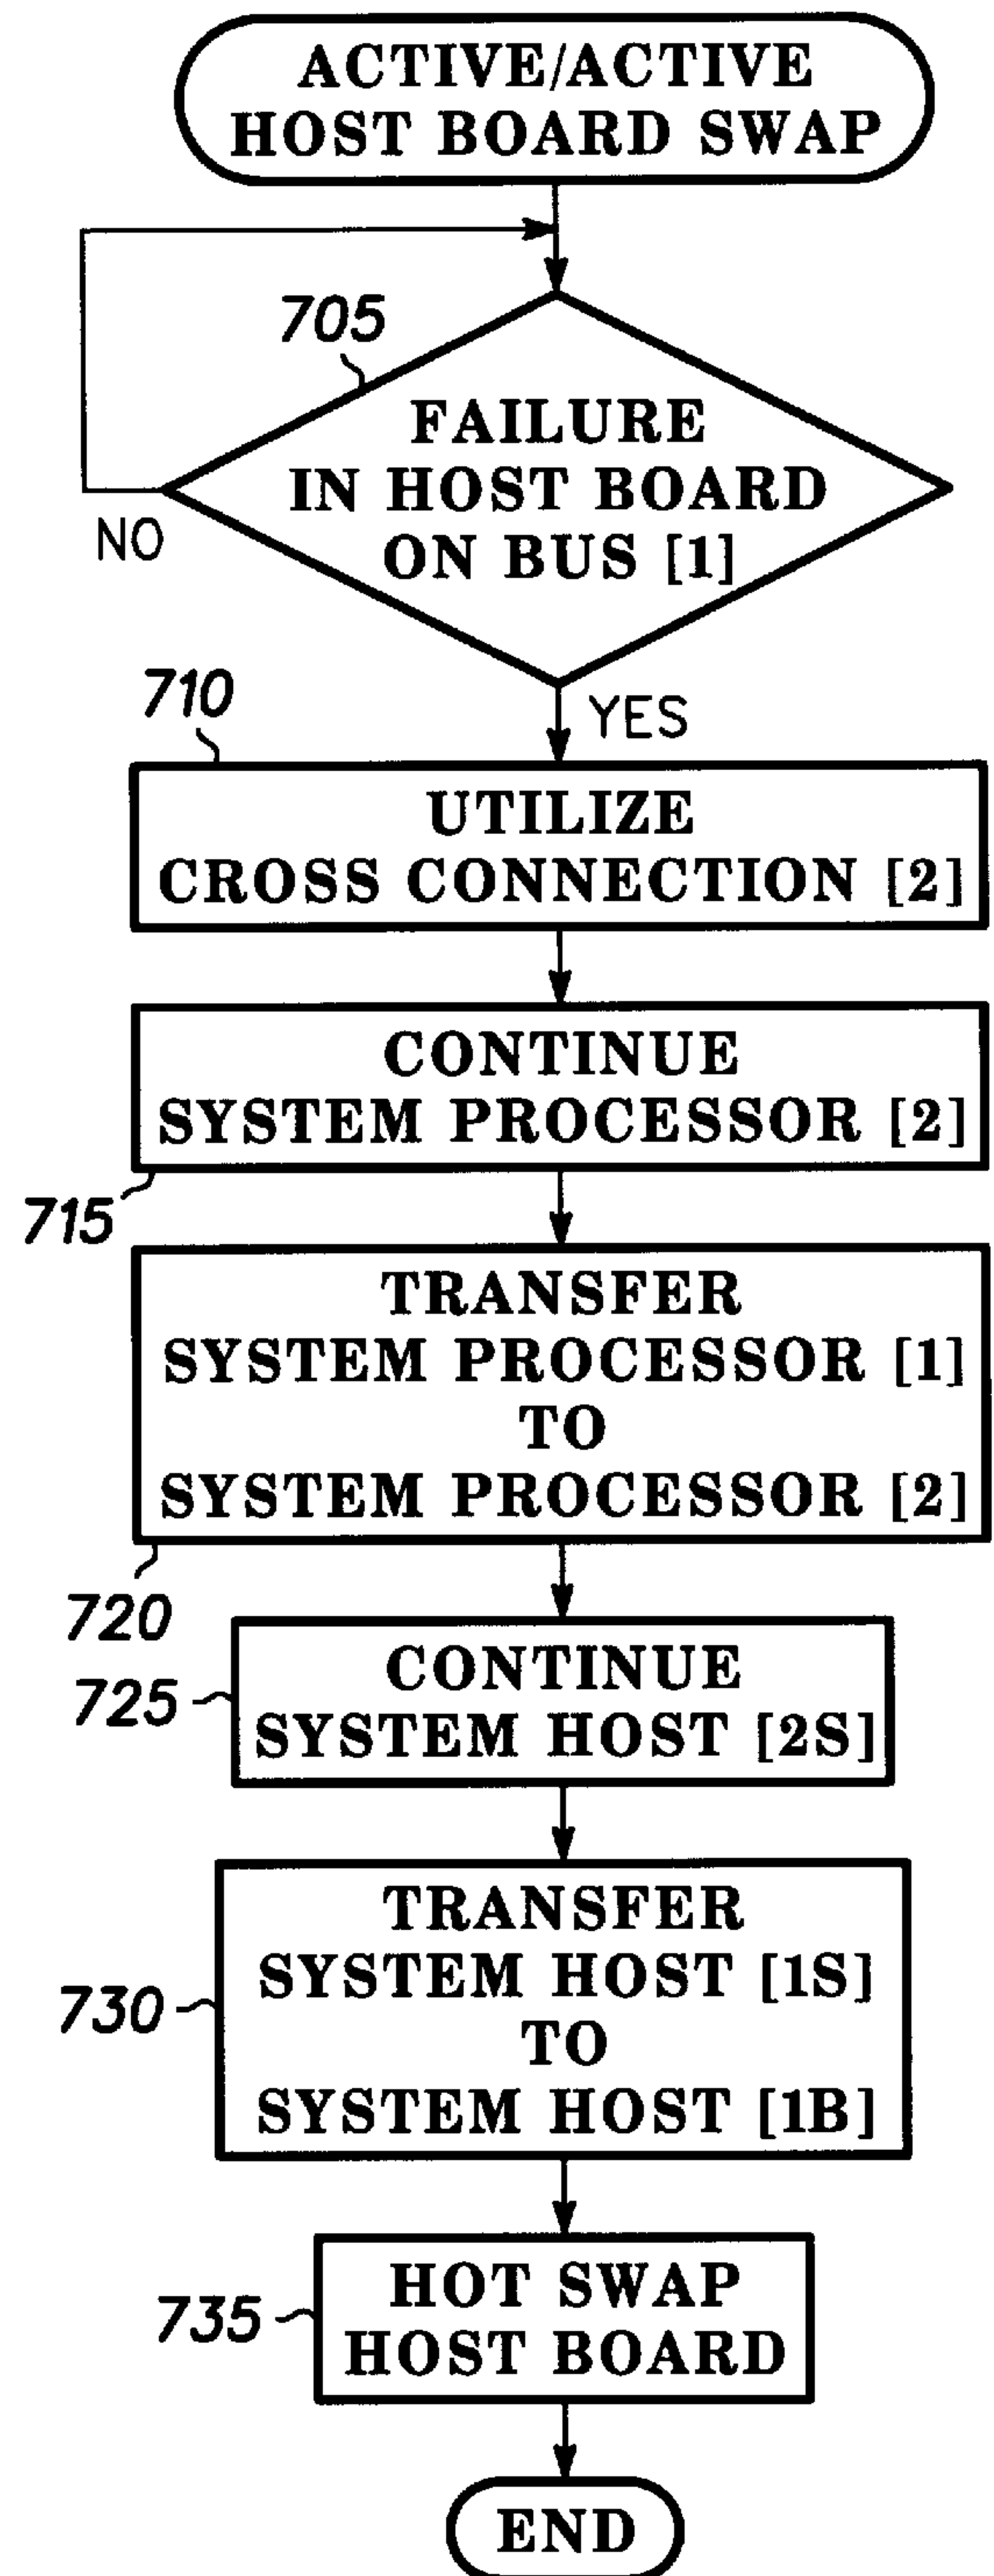 ACTIVE/ACTIVE
HOST BOARD SWAP
705
FAILURE
IN HOST BOARD
ON BUS [1]
NO
YES
710
UTILIZE
CROSS CONNECTION [2]
CONTINUE
SYSTEM PROCESSOR [2]
715
TRANSFER
SYSTEM PROCESSOR [1]
TO
SYSTEM PROCESSOR [2]
720
725
CONTINUE
SYSTEM HOST [2S]
730
TRANSFER
SYSTEM HOST [1S]
TO
SYSTEM HOST [1B]
735
HOT SWAP
HOST BOARD
END